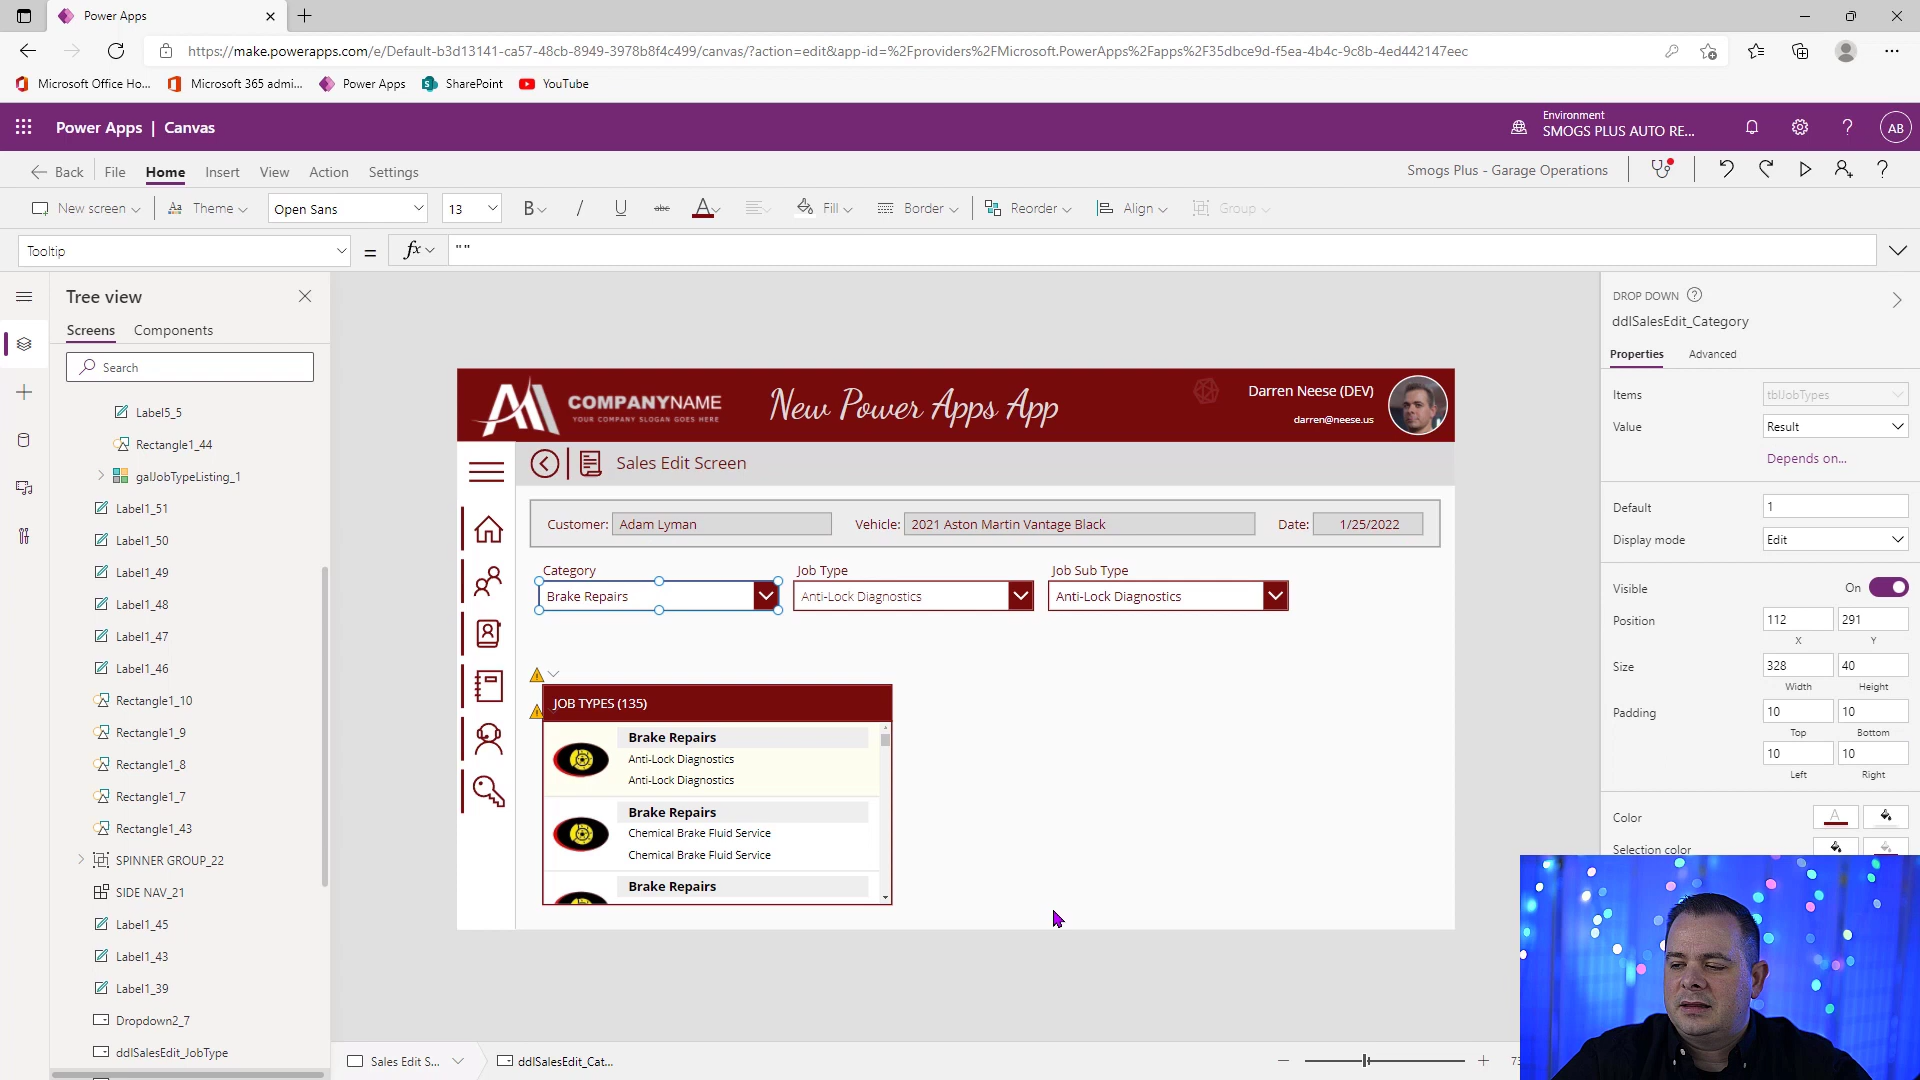 Power Apps
https://make.powerapps.com/e/Default-b3d13141-ca57-48cb-8949-3978b8f4c499/canvas/?action=edit&app-id=%2Fproviders%2FMicrosoft.PowerApps%2Fapps%2F35dbce9d-f5ea-4b4c-9c8b-4ed442147eec
Microsoft Office Ho... Microsoft 365 admi... Power Apps SharePoint YouTube
Power Apps | Canvas
Environment
SMOGS PLUS AUTO RE...
AB
Back File Home Insert View Action Settings
Smogs Plus - Garage Operations
New screen Theme Open Sans 13 B / U abc A Fill Border Reorder Align Group
Tooltip = fx ""
Tree view
Screens Components
Search
Label5_5
Rectangle1_44
galJobTypeListing_1
Label1_51
Label1_50
Label1_49
Label1_48
Label1_47
Label1_46
Rectangle1_10
Rectangle1_9
Rectangle1_8
Rectangle1_7
Rectangle1_43
SPINNER GROUP_22
SIDE NAV_21
Label1_45
Label1_43
Label1_39
Dropdown2_7
ddlSalesEdit_JobType
COMPANYNAME
YOUR COMPANY SLOGAN GOES HERE
New Power Apps App
Darren Neese (DEV)
darren@neese.us
Sales Edit Screen
Customer: Adam Lyman Vehicle: 2021 Aston Martin Vantage Black Date: 1/25/2022
Category Job Type Job Sub Type
Brake Repairs Anti-Lock Diagnostics Anti-Lock Diagnostics
JOB TYPES (135)
Brake Repairs
Anti-Lock Diagnostics
Anti-Lock Diagnostics
Brake Repairs
Chemical Brake Fluid Service
Chemical Brake Fluid Service
Brake Repairs
Sales Edit S... ddlSalesEdit_Cat...
DROP DOWN
ddlSalesEdit_Category
Properties Advanced
Items tblJobTypes
Value Result
Depends on...
Default 1
Display mode Edit
Visible On
Position 112 291
X Y
Size 328 40
Width Height
Padding 10 10
Top Bottom
10 10
Left Right
Color
Selection color